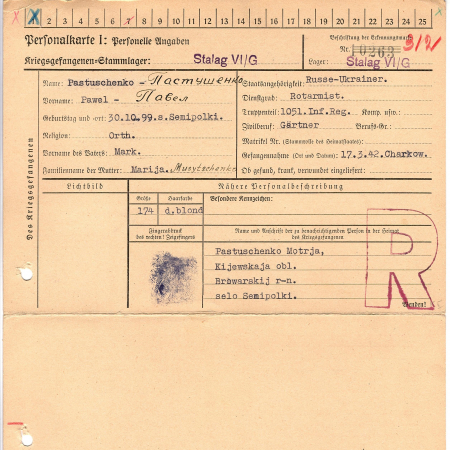 2 3 4 5 6 7 8 9 10 11 12 13 14 15 16 17 18 19 20 21 22 23 24 25
Personalkarte I: Personelle Angaben
Beschriftung der Erkennungsmarke
Nr. 10263
Kriegsgefangenen-Stammlager: Stalag VI/G
Lager: Stalag VI/G
Des Kriegsgefangenen
Name: Pastuschenko - Пастушенко
Staatsangehörigkeit: Russe-Ukrainer.
Vorname: Pawel - Павел
Dienstgrad: Rotarmist.
Truppenteil: 1051.Inf.Reg. Komp. usw.:
Geburtstag und -ort: 30.10.99.s.Semipolki.
Zivilberuf: Gärtner Berufs-Gr.:
Religion: Orth.
Matrikel Nr. (Stammrolle des Heimatstaates):
Vorname des Vaters: Mark.
Gefangennahme (Ort und Datum): 17.3.42.Charkow.
Familienname der Mutter: Marija.
Ob gesund, krank, verwundet eingeliefert:
Lichtbild
Nähere Personalbeschreibung
Größe Haarfarbe
Besondere Kennzeichen:
174 d.blond
Fingerabdruck
des rechten! Zeigefingers
Name und Anschrift der zu benachrichtigenden Person in der Heimat
des Kriegsgefangenen
Pastuschenko Motrja,
Kijewskaja obl.
Browarskij r-n.
selo Semipolki.
R
Wenden!